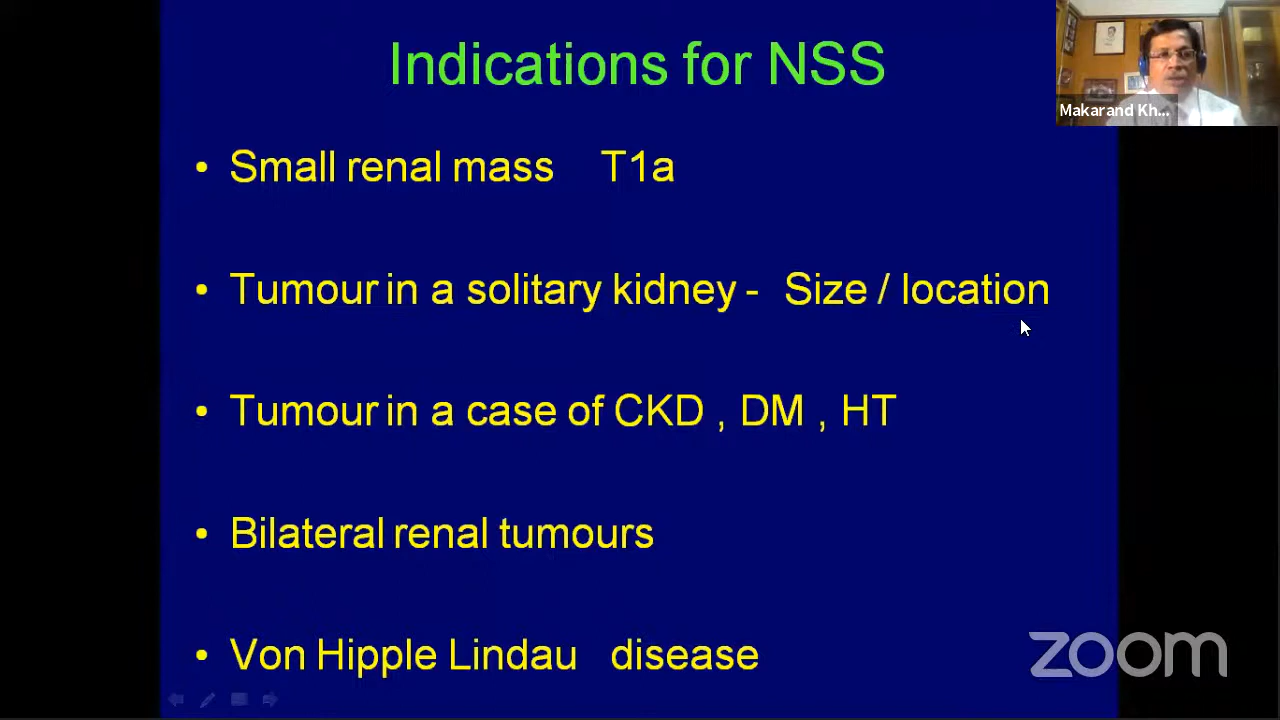 Indications for NSS
Makarand Kh...
• Small renal mass T1a
• Tumour in a solitary kidney - Size / location
• Tumour in a case of CKD , DM , HT
• Bilateral renal tumours
• Von Hipple Lindau disease
zoom